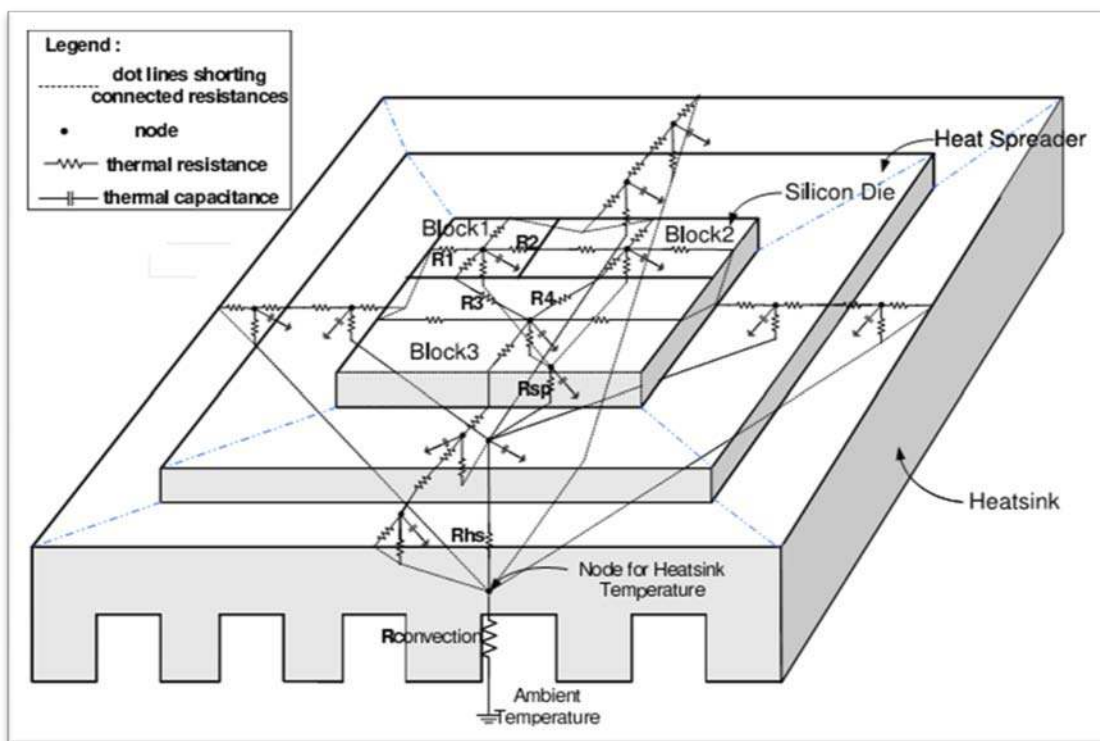 Legend :
dot lines shorting
connected resistances
node
thermal resistance
thermal capacitance
Heat Spreader
Silicon Die
Block1
R2
Block2
R1
R3
R4
Block3
Rsp
Heatsink
Rhs
Node for Heatsink
Temperature
Rconvection
Ambient
Temperature